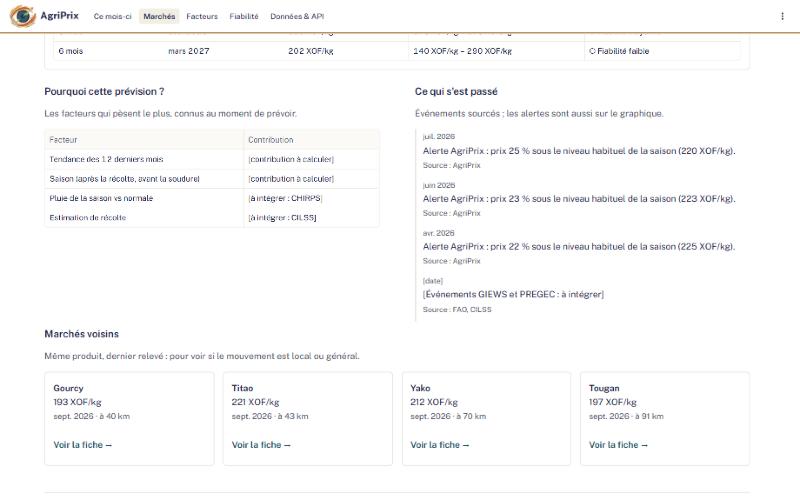 AgriPrix
Ce mois-ci
Marchés
Facteurs
Fiabilité
Données & API
6 mois
mars 2027
202 XOF/kg
140 XOF/kg – 290 XOF/kg
Fiabilité faible
Pourquoi cette prévision ?
Les facteurs qui pèsent le plus, connus au moment de prévoir.
Facteur
Contribution
Tendance des 12 derniers mois
[contribution à calculer]
Saison (après la récolte, avant la soudure)
[contribution à calculer]
Pluie de la saison vs normale
[à intégrer : CHIRPS]
Estimation de récolte
[à intégrer : CILSS]
Ce qui s'est passé
Événements sourcés ; les alertes sont aussi sur le graphique.
juil. 2026
Alerte AgriPrix : prix 25 % sous le niveau habituel de la saison (220 XOF/kg).
Source : AgriPrix
juin 2026
Alerte AgriPrix : prix 23 % sous le niveau habituel de la saison (223 XOF/kg).
Source : AgriPrix
avr. 2026
Alerte AgriPrix : prix 22 % sous le niveau habituel de la saison (225 XOF/kg).
Source : AgriPrix
[date]
[Événements GIEWS et PREGEC : à intégrer]
Source : FAO, CILSS
Marchés voisins
Même produit, dernier relevé : pour voir si le mouvement est local ou général.
Gourcy
193 XOF/kg
sept. 2026 · à 40 km
Voir la fiche →
Titao
221 XOF/kg
sept. 2026 · à 43 km
Voir la fiche →
Yako
212 XOF/kg
sept. 2026 · à 70 km
Voir la fiche →
Tougan
197 XOF/kg
sept. 2026 · à 91 km
Voir la fiche →